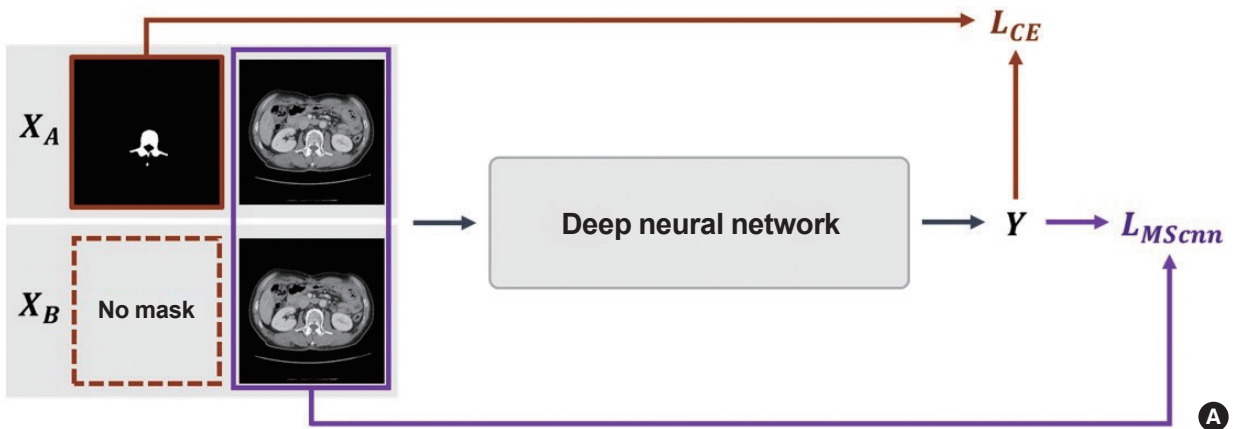 L_CE
X_A
Deep neural network
Y
L_MScnn
X_B
No mask
A